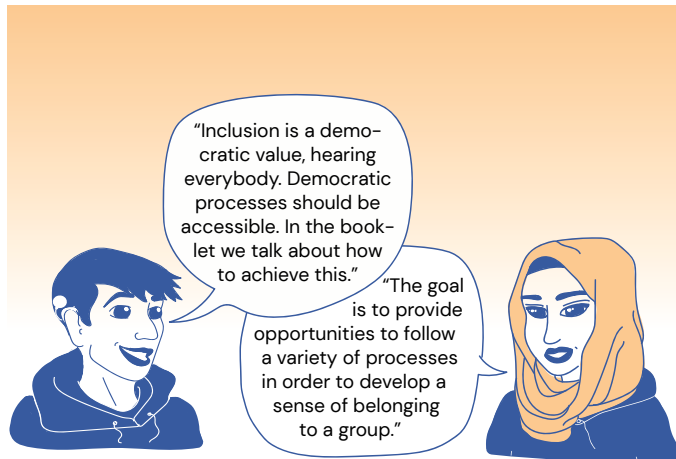 “Inclusion is a demo-
cratic value, hearing
everybody. Democratic
processes should be
accessible. In the book-
let we talk about how
to achieve this.”
“The goal
is to provide
opportunities to follow
a variety of processes
in order to develop a
sense of belonging
to a group.”